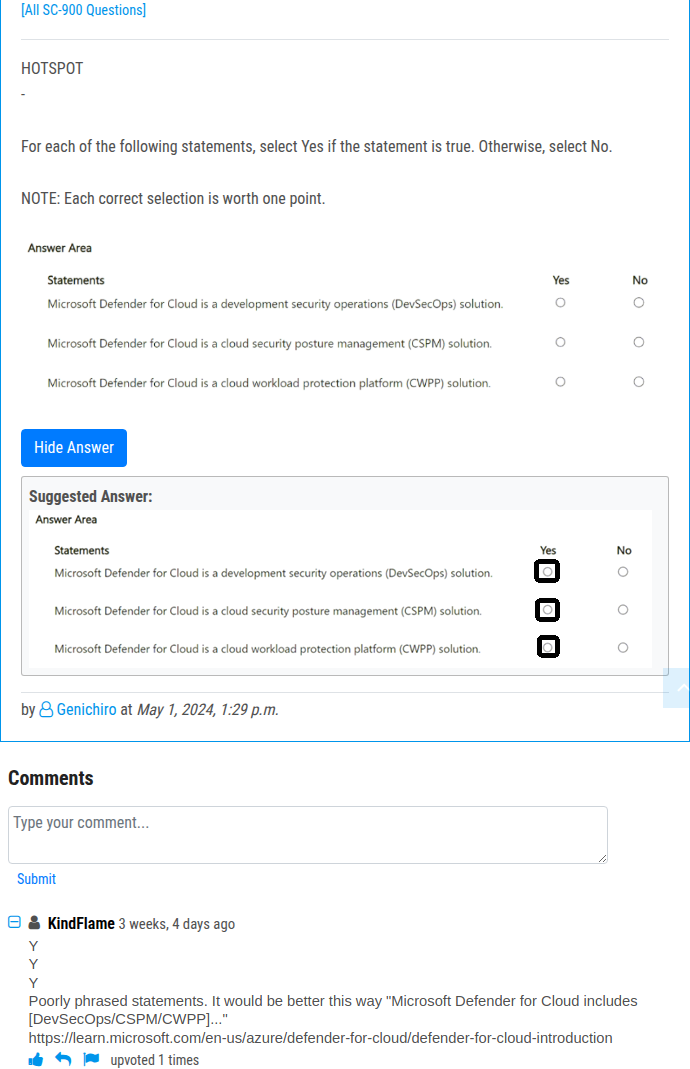 [All SC-900 Questions]
HOTSPOT
-
For each of the following statements, select Yes if the statement is true. Otherwise, select No.
NOTE: Each correct selection is worth one point.
Answer Area
Statements Yes No
Microsoft Defender for Cloud is a development security operations (DevSecOps) solution.
Microsoft Defender for Cloud is a cloud security posture management (CSPM) solution.
Microsoft Defender for Cloud is a cloud workload protection platform (CWPP) solution.
Hide Answer
Suggested Answer:
Answer Area
Statements Yes No
Microsoft Defender for Cloud is a development security operations (DevSecOps) solution.
Microsoft Defender for Cloud is a cloud security posture management (CSPM) solution.
Microsoft Defender for Cloud is a cloud workload protection platform (CWPP) solution.
by Genichiro at May 1, 2024, 1:29 p.m.
Comments
Type your comment...
Submit
KindFlame 3 weeks, 4 days ago
Y
Y
Y
Poorly phrased statements. It would be better this way "Microsoft Defender for Cloud includes
[DevSecOps/CSPM/CWPP]..."
https://learn.microsoft.com/en-us/azure/defender-for-cloud/defender-for-cloud-introduction
upvoted 1 times